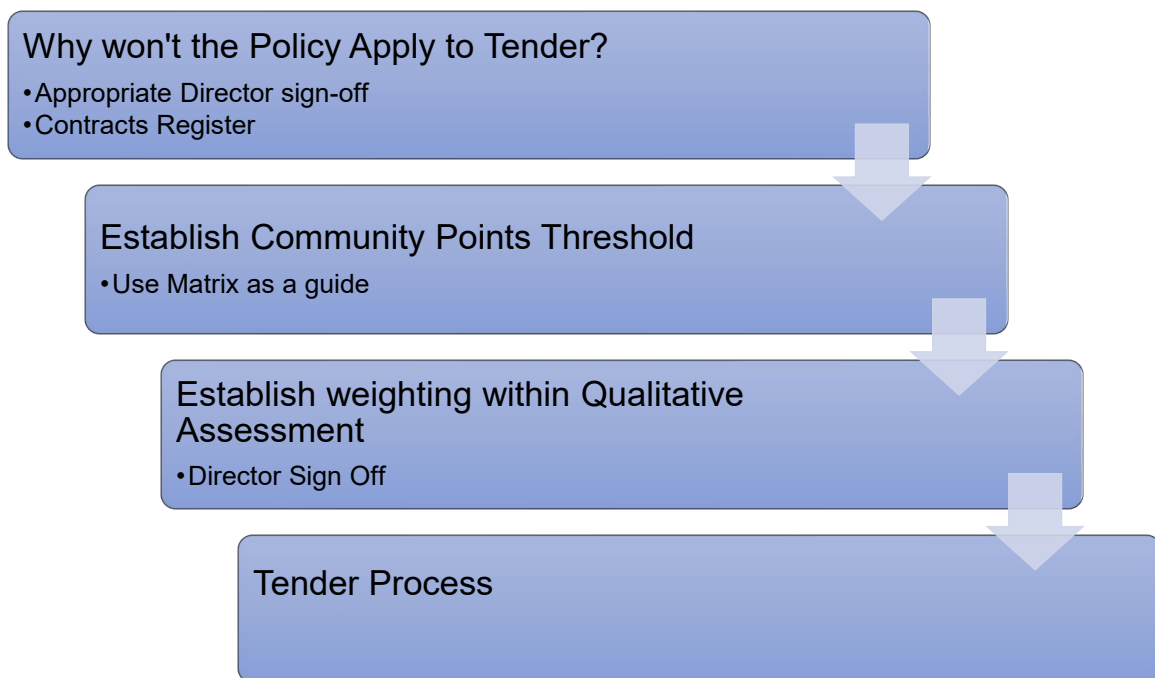 Why won't the Policy Apply to Tender?
•Appropriate Director sign-off
•Contracts Register
Establish Community Points Threshold
•Use Matrix as a guide
Establish weighting within Qualitative
Assessment
•Director Sign Off
Tender Process